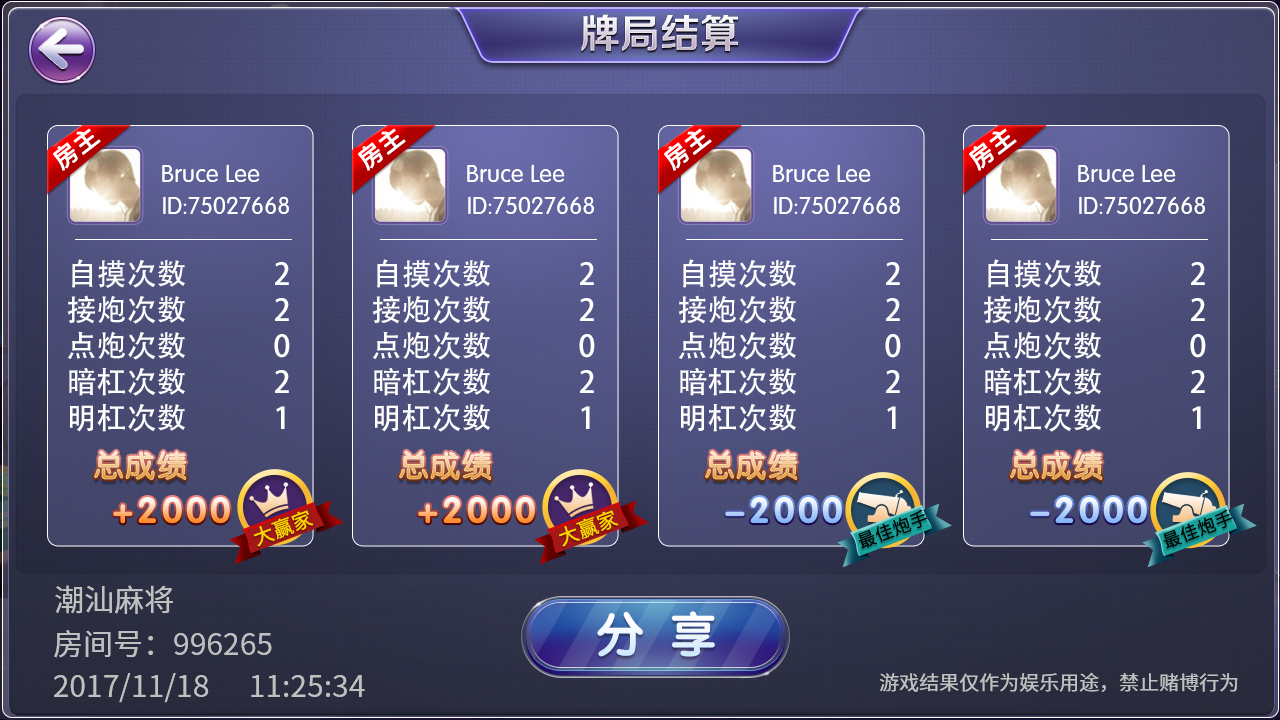 牌局结算
房主
Bruce Lee
ID:75027668
自摸次数 2
接炮次数 2
点炮次数 0
暗杠次数 2
明杠次数 1
总成绩
+2000
大赢家
房主
Bruce Lee
ID:75027668
自摸次数 2
接炮次数 2
点炮次数 0
暗杠次数 2
明杠次数 1
总成绩
+2000
大赢家
房主
Bruce Lee
ID:75027668
自摸次数 2
接炮次数 2
点炮次数 0
暗杠次数 2
明杠次数 1
总成绩
-2000
最佳炮手
房主
Bruce Lee
ID:75027668
自摸次数 2
接炮次数 2
点炮次数 0
暗杠次数 2
明杠次数 1
总成绩
-2000
最佳炮手
潮汕麻将
房间号：996265
2017/11/18 11:25:34
分 享
游戏结果仅作为娱乐用途，禁止赌博行为